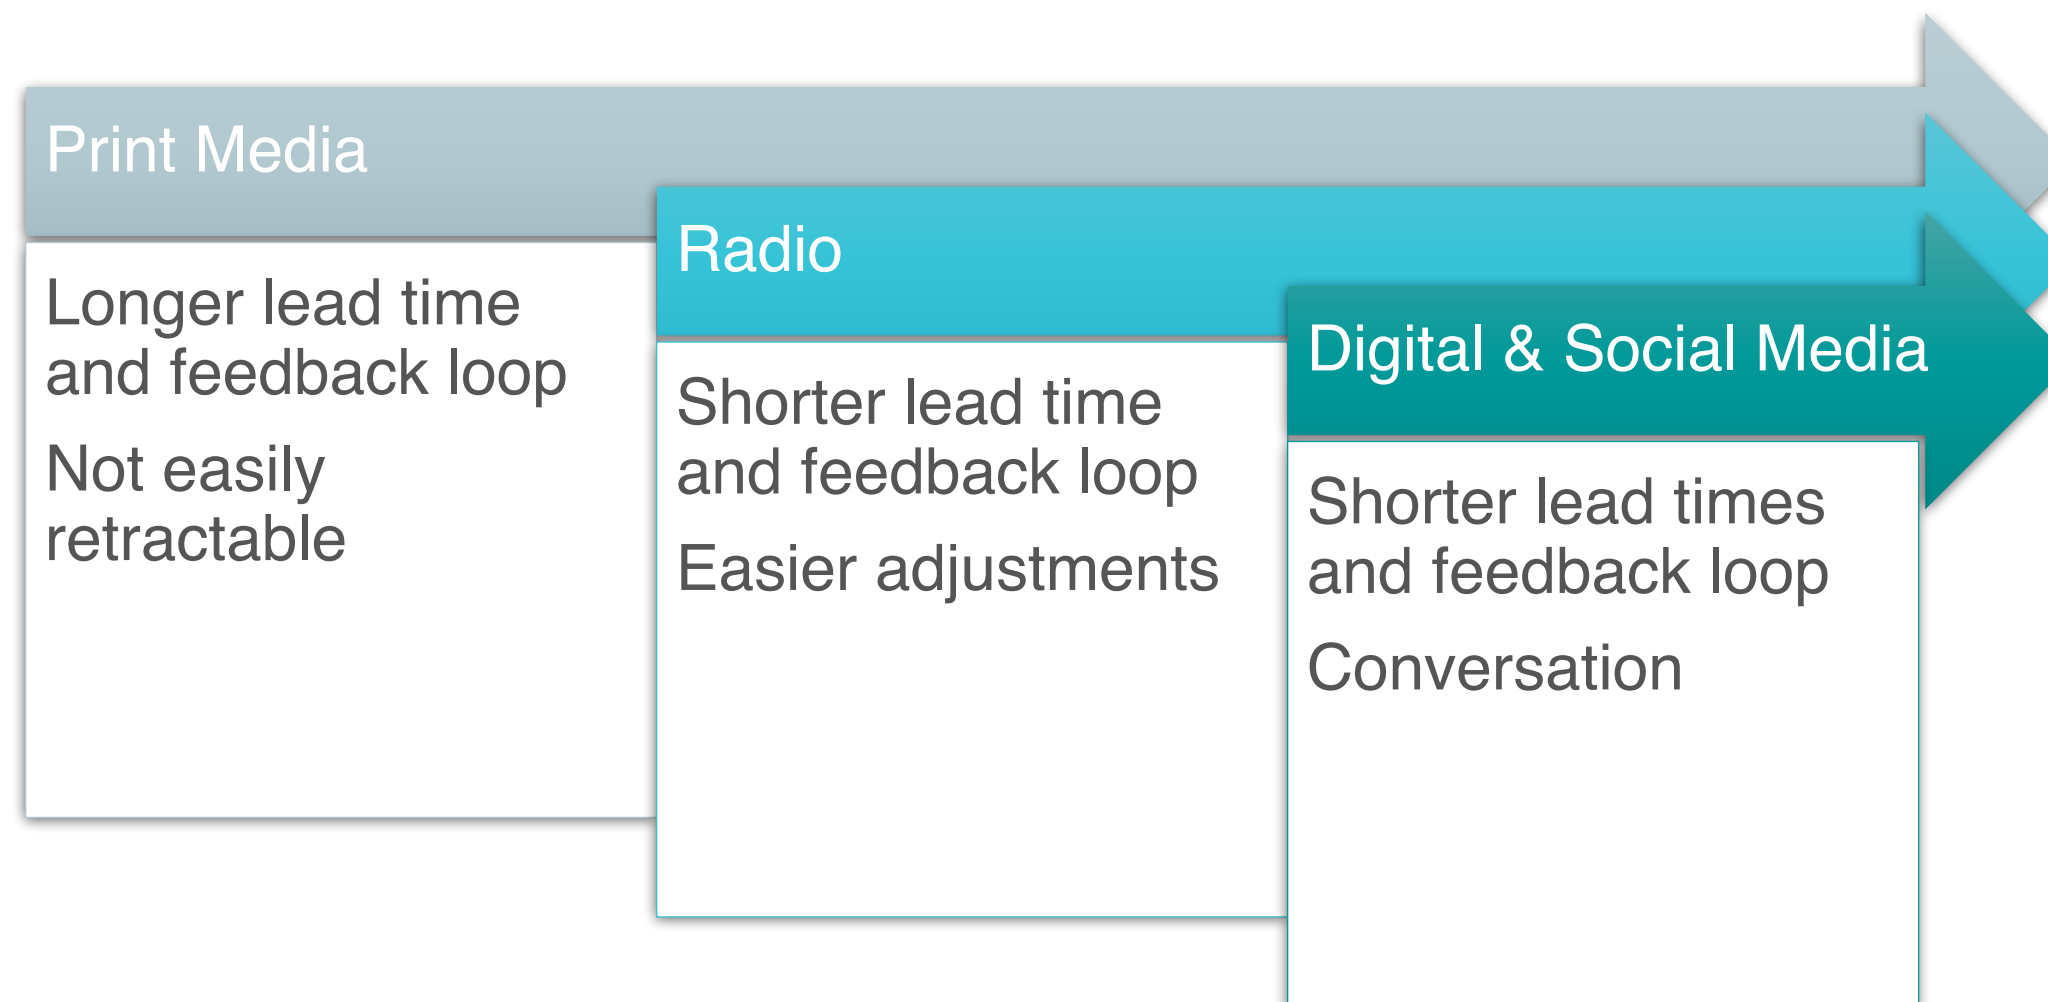 Print Media
Longer lead time
and feedback loop
Not easily
retractable
Radio
Shorter lead time
and feedback loop
Easier adjustments
Digital & Social Media
Shorter lead times
and feedback loop
Conversation